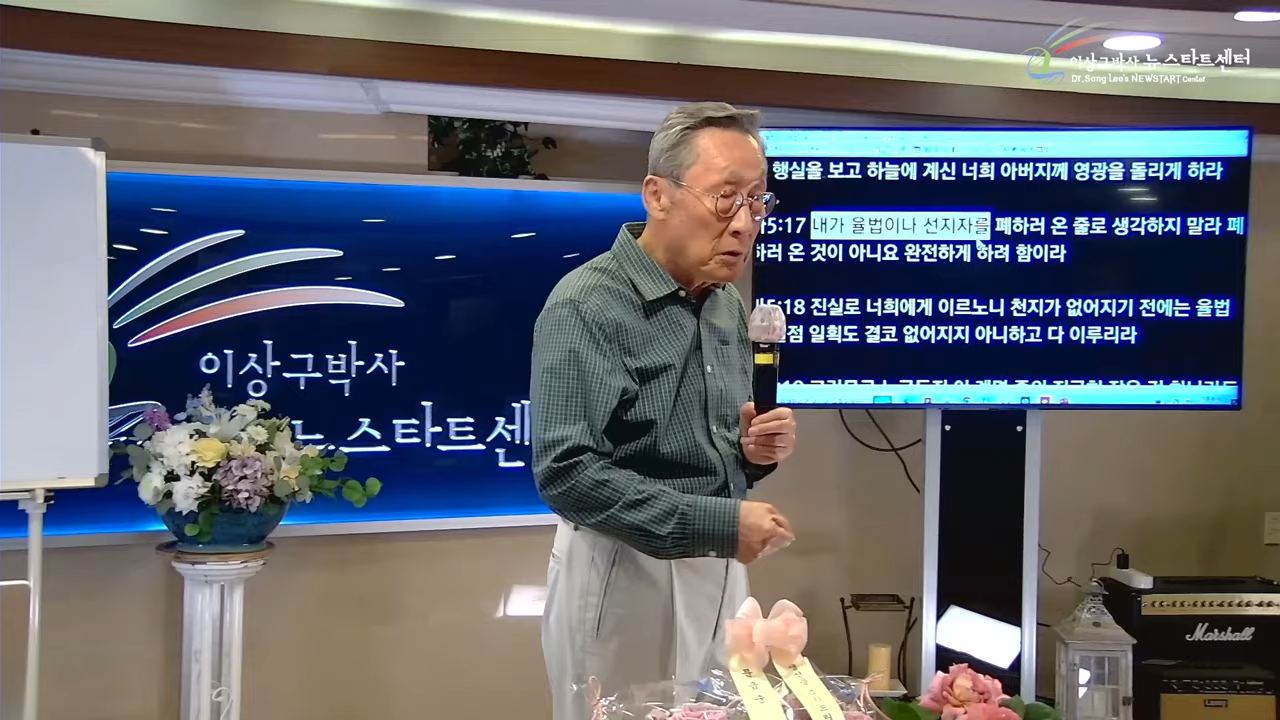 이상구박사 뉴스타트센터
Dr. Sang Lee's NEWSTART Center
행실을 보고 하늘에 계신 너희 아버지께 영광을 돌리게 하라
5:17 내가 율법이나 선지자를 폐하러 온 줄로 생각하지 말라 폐
하러 온 것이 아니요 완전하게 하려 함이라
5:18 진실로 너희에게 이르노니 천지가 없어지기 전에는 율법
점 일획도 결코 없어지지 아니하고 다 이루리라
이상구박사
뉴스타트센
Marshall